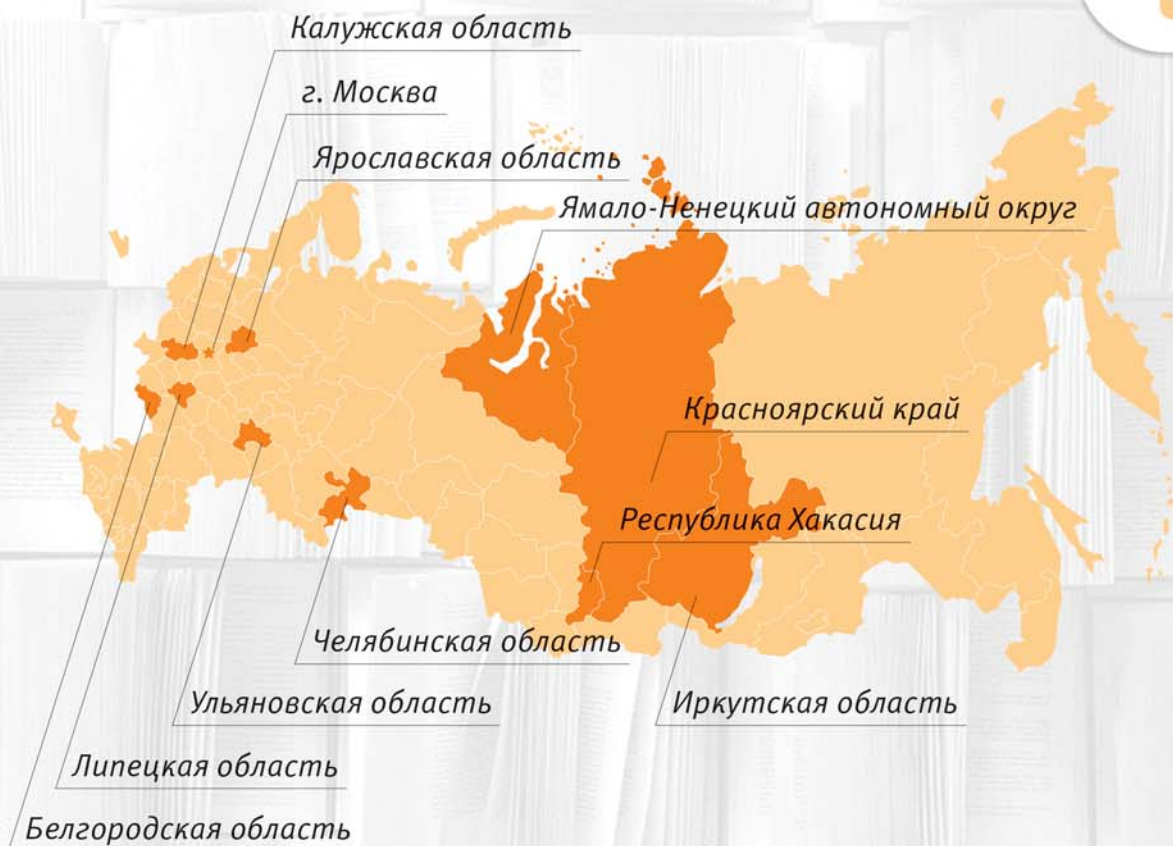 Калужская область
г. Москва
Ярославская область
Ямало-Ненецкий автономный округ
Красноярский край
Республика Хакасия
Челябинская область
Ульяновская область
Иркутская область
Липецкая область
Белгородская область